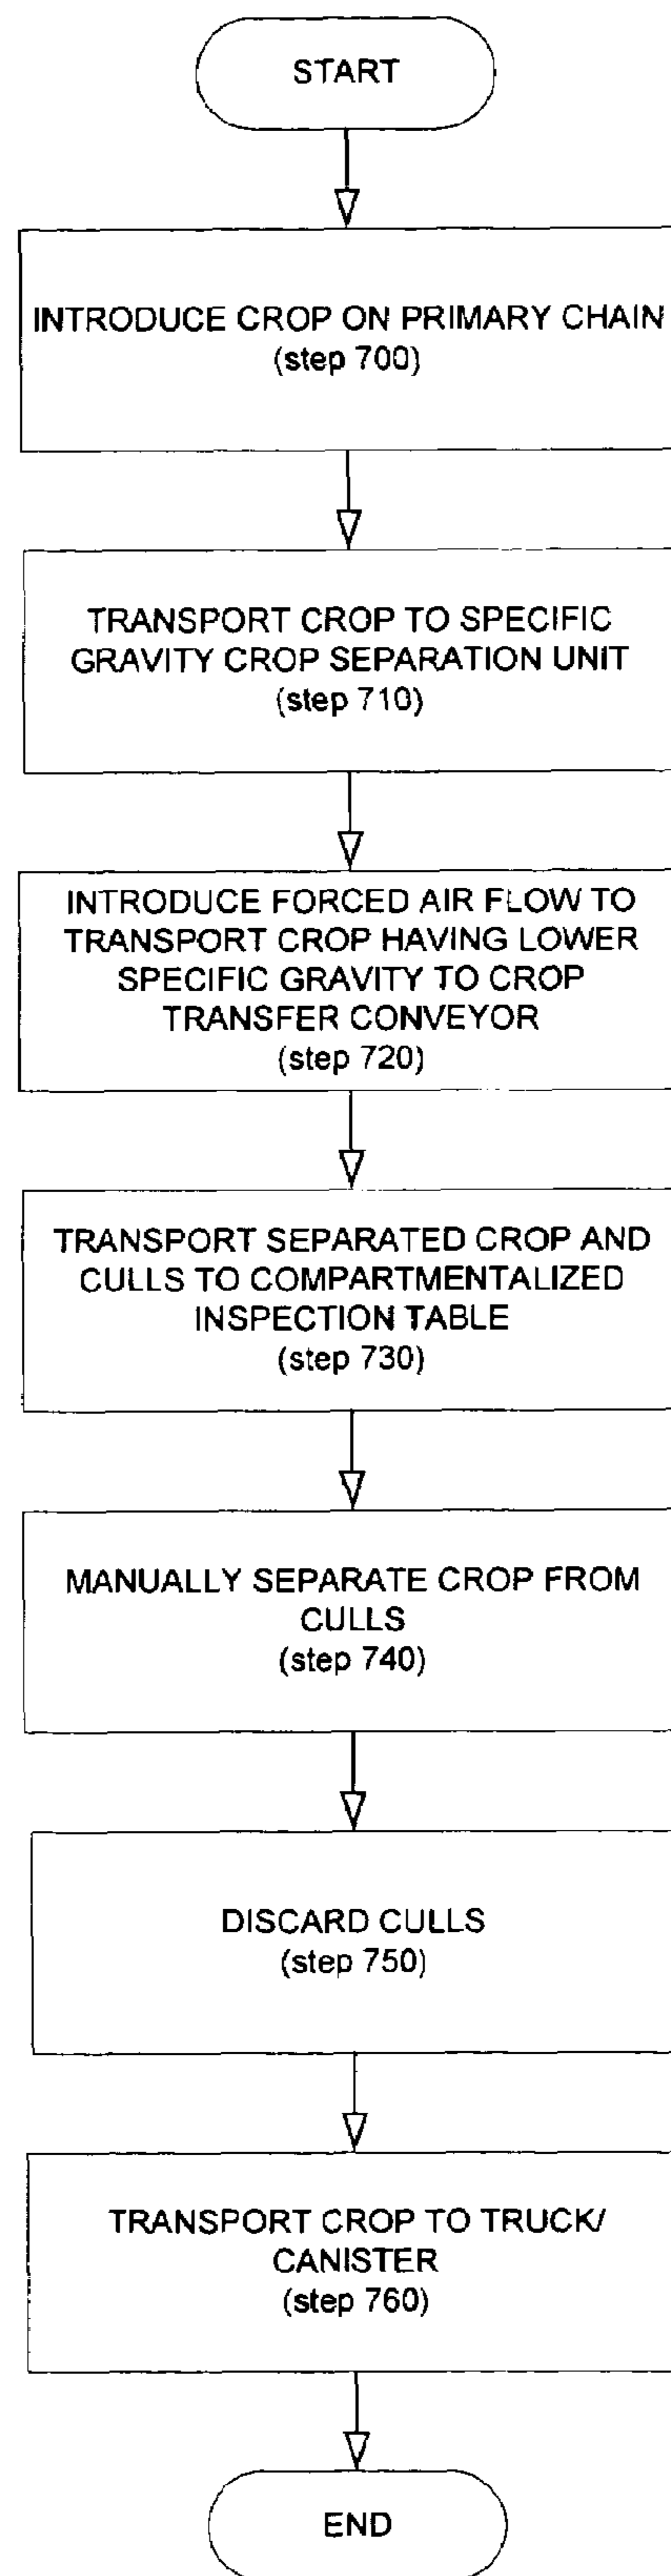 START
INTRODUCE CROP ON PRIMARY CHAIN
(step 700)
TRANSPORT CROP TO SPECIFIC
GRAVITY CROP SEPARATION UNIT
(step 710)
INTRODUCE FORCED AIR FLOW TO
TRANSPORT CROP HAVING LOWER
SPECIFIC GRAVITY TO CROP
TRANSFER CONVEYOR
(step 720)
TRANSPORT SEPARATED CROP AND
CULLS TO COMPARTMENTALIZED
INSPECTION TABLE
(step 730)
MANUALLY SEPARATE CROP FROM
CULLS
(step 740)
DISCARD CULLS
(step 750)
TRANSPORT CROP TO TRUCK/
CANISTER
(step 760)
END